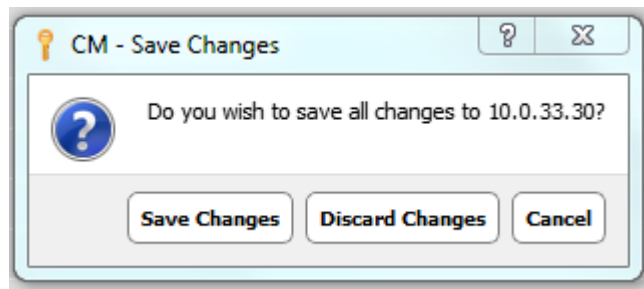 CM - Save Changes
Do you wish to save all changes to 10.0.33.30?
Save Changes Discard Changes Cancel